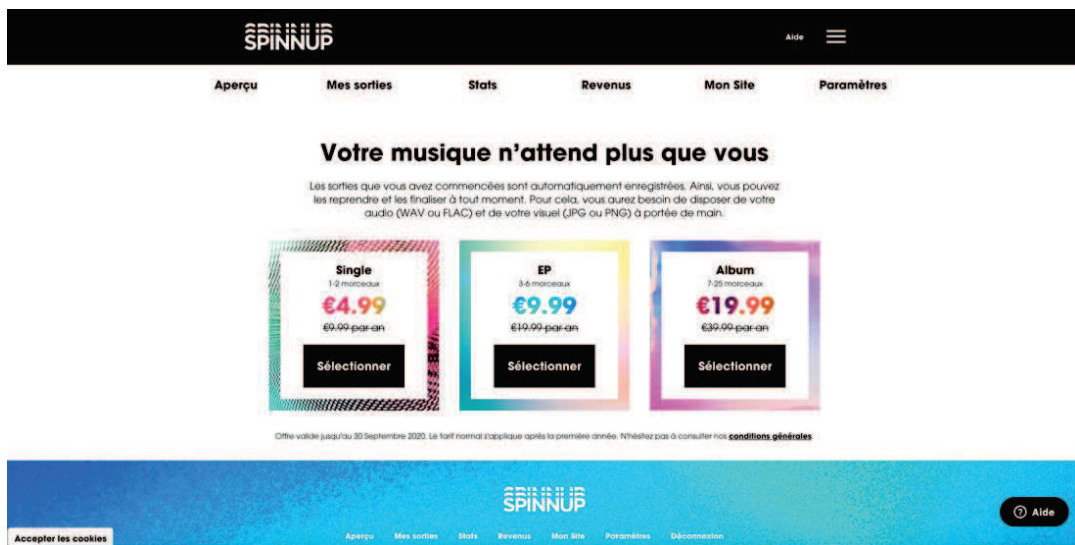 SPINNUP
Aide
Aperçu Mes sorties Stats Revenus Mon Site Paramètres
Votre musique n'attend plus que vous
Les sorties que vous avez commencées sont automatiquement enregistrées. Ainsi, vous pouvez
les reprendre et les finaliser à tout moment. Pour cela, vous aurez besoin de disposer de votre
audio (WAV ou FLAC) et de votre visuel (JPG ou PNG) à portée de main.
Single
1-2 morceaux
€4.99
€9.99 par an
Sélectionner
EP
3-6 morceaux
€9.99
€19.99 par an
Sélectionner
Album
7-25 morceaux
€19.99
€39.99 par an
Sélectionner
Offre valide jusqu'au 30 Septembre 2020. Le tarif normal s'applique après la première année. N'hésitez pas à consulter nos conditions générales
SPINNUP
Aide
Accepter les cookies
Aperçu Mes sorties Stats Revenus Mon Site Paramètres Déconnexion